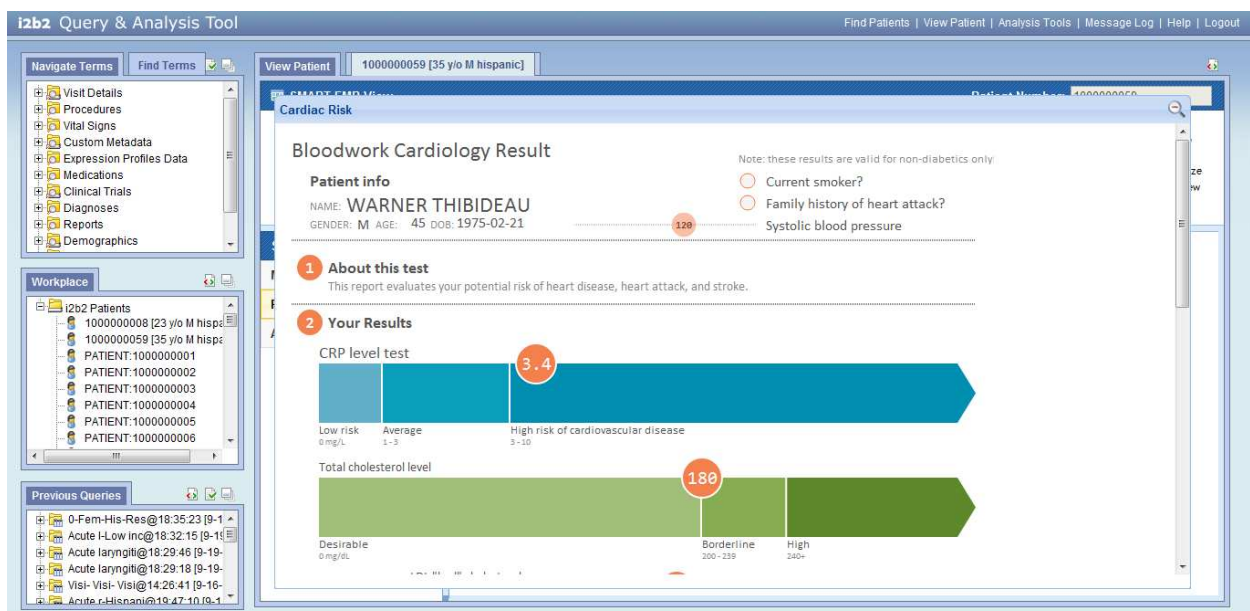 i2b2 Query & Analysis Tool
Find Patients | View Patient | Analysis Tools | Message Log | Help | Logout
Navigate Terms
Find Terms
Visit Details
Procedures
Vital Signs
Custom Metadata
Expression Profiles Data
Medications
Clinical Trials
Diagnoses
Reports
Demographics
Workplace
i2b2 Patients
1000000008 [23 y/o M hispa
1000000059 [35 y/o M hispa
PATIENT:1000000001
PATIENT:1000000002
PATIENT:1000000003
PATIENT:1000000004
PATIENT:1000000005
PATIENT:1000000006
Previous Queries
0-Fem-His-Res@18:35:23 [9-1
Acute l-Low inc@18:32:15 [9-19
Acute laryngiti@18:29:46 [9-19-
Acute laryngiti@18:29:18 [9-19-
Visi- Visi- Visi@14:26:41 [9-16-
Acute r-Hispani@19:47:10 [9-1
View Patient
1000000059 [35 y/o M hispanic]
Cardiac Risk
Bloodwork Cardiology Result
Note: these results are valid for non-diabetics only
Patient info
Current smoker?
NAME: WARNER THIBIDEAU
Family history of heart attack?
GENDER: M AGE: 45 DOB: 1975-02-21
120
Systolic blood pressure
1 About this test
This report evaluates your potential risk of heart disease, heart attack, and stroke.
2 Your Results
CRP level test
3.4
Low risk Average High risk of cardiovascular disease
0 mg/L 1-3 3-10
Total cholesterol level
180
Desirable Borderline High
0 mg/dL 200-239 240+